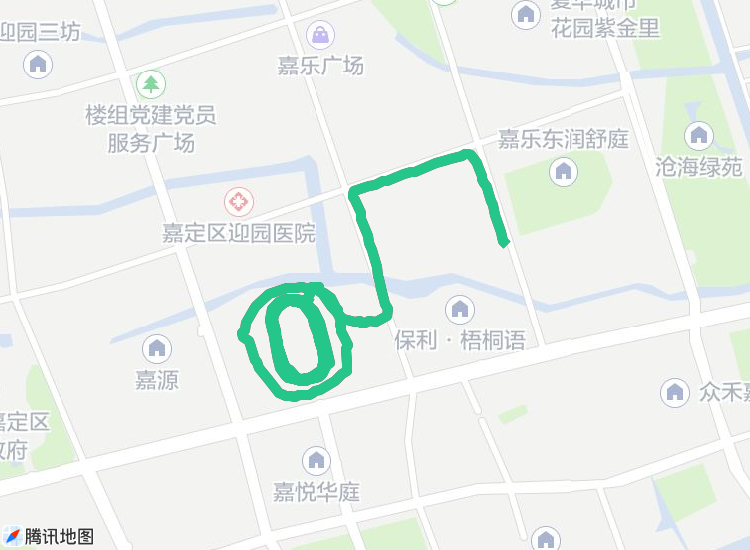 爱华城市
花园紫金里
迎园三坊
嘉乐广场
楼组党建党员
服务广场
嘉乐东润舒庭
沧海绿苑
嘉定区迎园医院
保利·梧桐语
嘉源
众禾嘉
嘉定区
政府
嘉悦华庭
腾讯地图